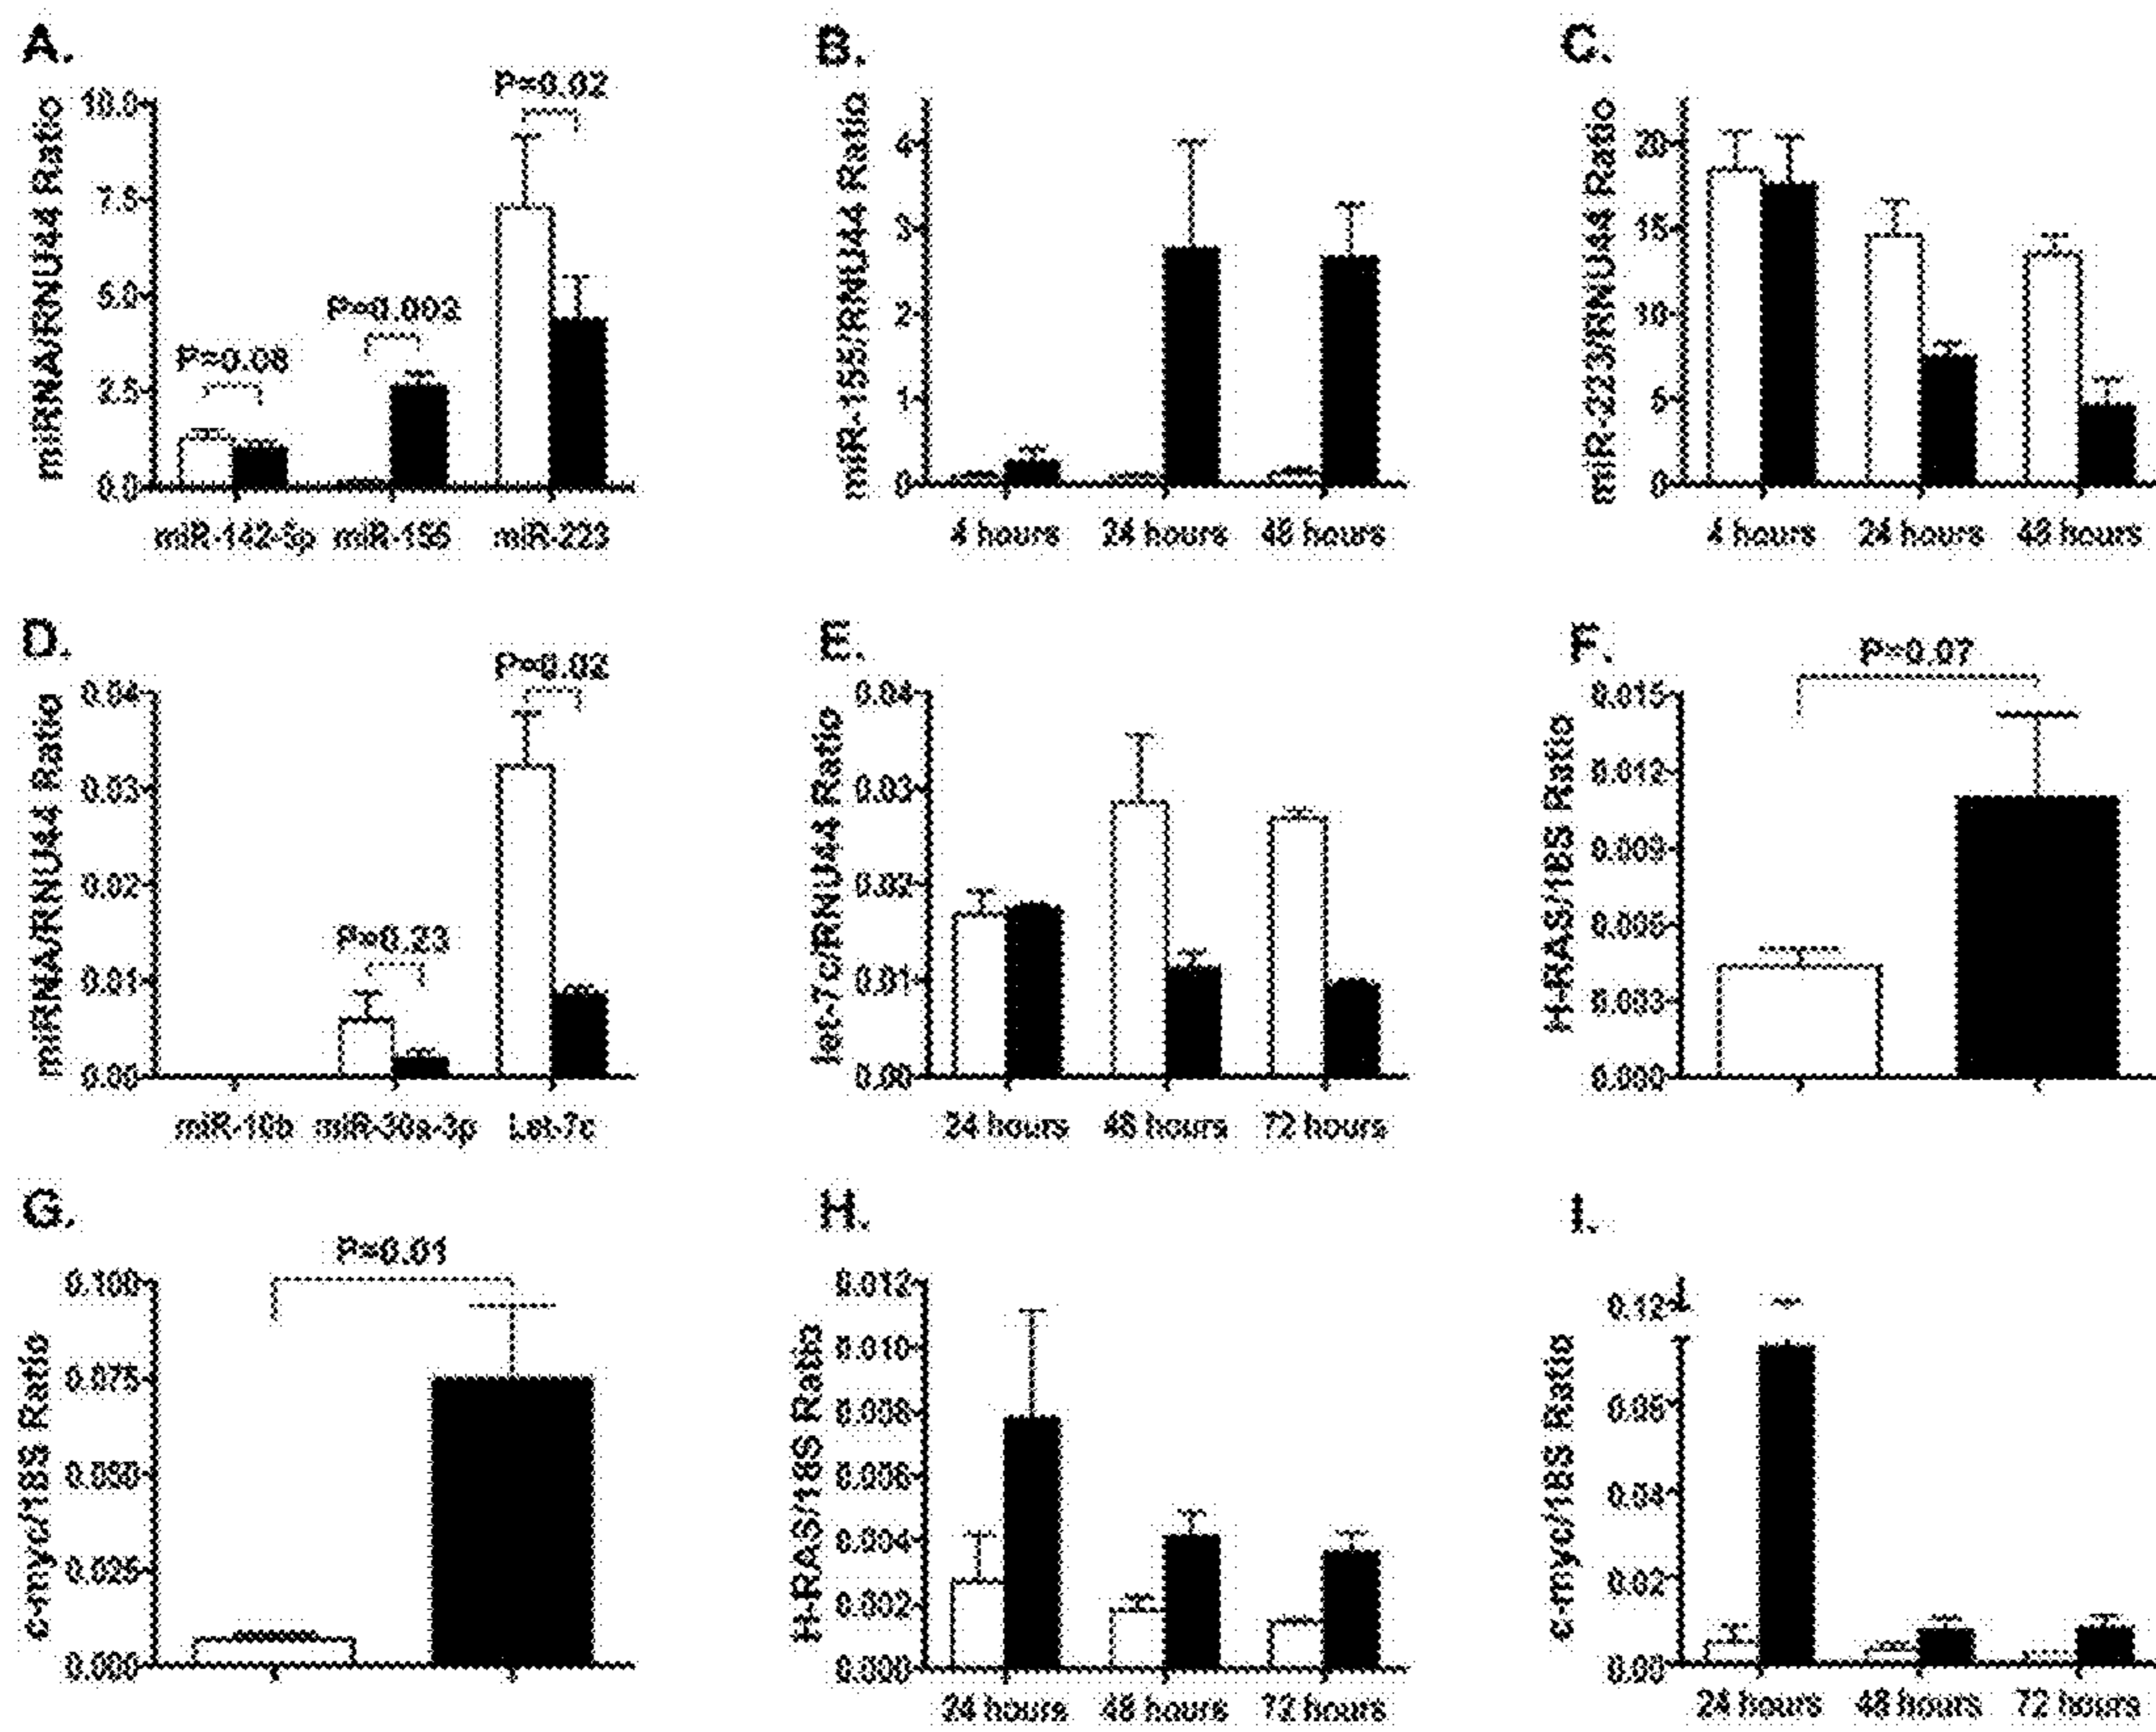 A.
P=0.02
P=0.002
P=0.08
miRNA/RNU44 Ratio
10.0
7.5
5.0
2.5
0.0
miR-142-5p miR-155 miR-223
B.
miR-155/RNU44 Ratio
4
3
2
1
0
4 hours 24 hours 48 hours
C.
miR-223/RNU44 Ratio
20
15
10
5
0
4 hours 24 hours 48 hours
D.
P=0.02
P=0.23
miRNA/RNU44 Ratio
0.04
0.03
0.02
0.01
0.00
miR-10b miR-30a-3p Let-7c
E.
let-7c/RNU44 Ratio
0.04
0.03
0.02
0.01
0.00
24 hours 48 hours 72 hours
F.
P=0.07
H-RAS/18S Ratio
0.015
0.012
0.009
0.006
0.003
0.000
G.
P=0.01
c-myc/18S Ratio
0.100
0.075
0.050
0.025
0.000
H.
H-RAS/18S Ratio
0.012
0.010
0.008
0.006
0.004
0.002
0.000
24 hours 48 hours 72 hours
I.
c-myc/18S Ratio
0.12
0.06
0.04
0.02
0.00
24 hours 48 hours 72 hours